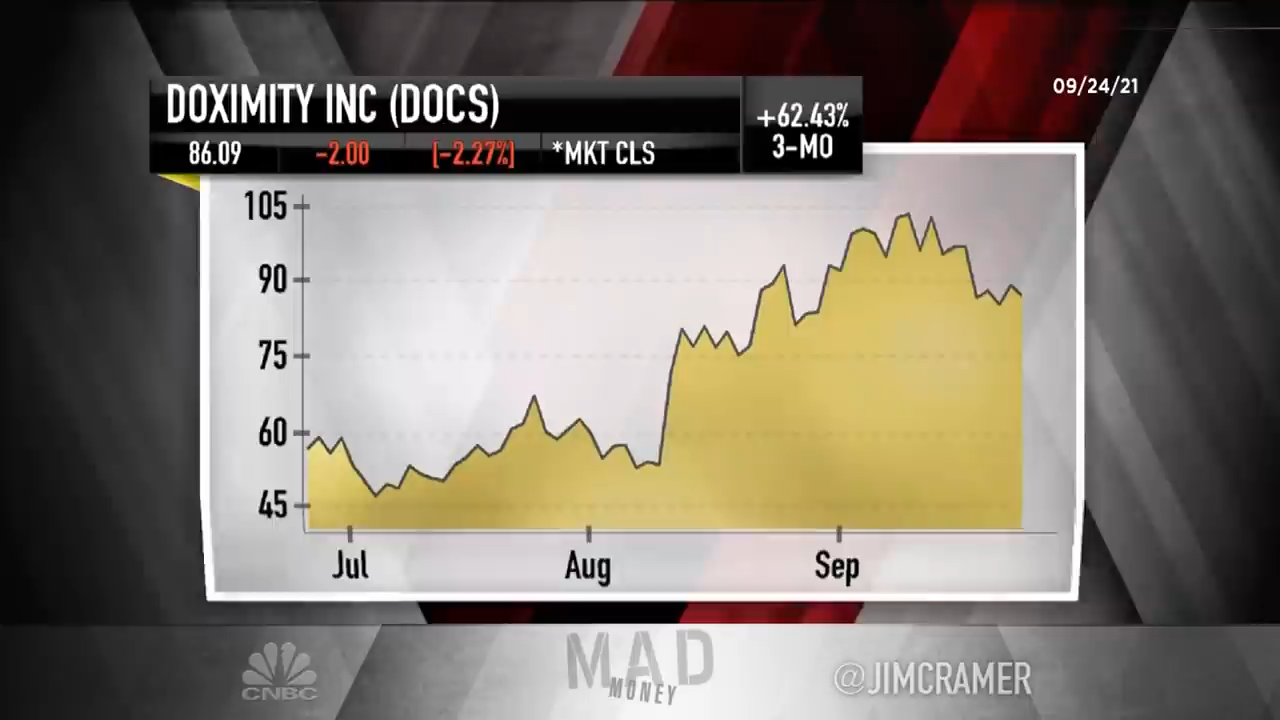 DOXIMITY INC (DOCS)
86.09 -2.00 [-2.27%] *MKT CLS
+62.43%
3-MO
09/24/21
105
90
75
60
45
Jul Aug Sep
CNBC
MAD
MONEY
@JIMCRAMER